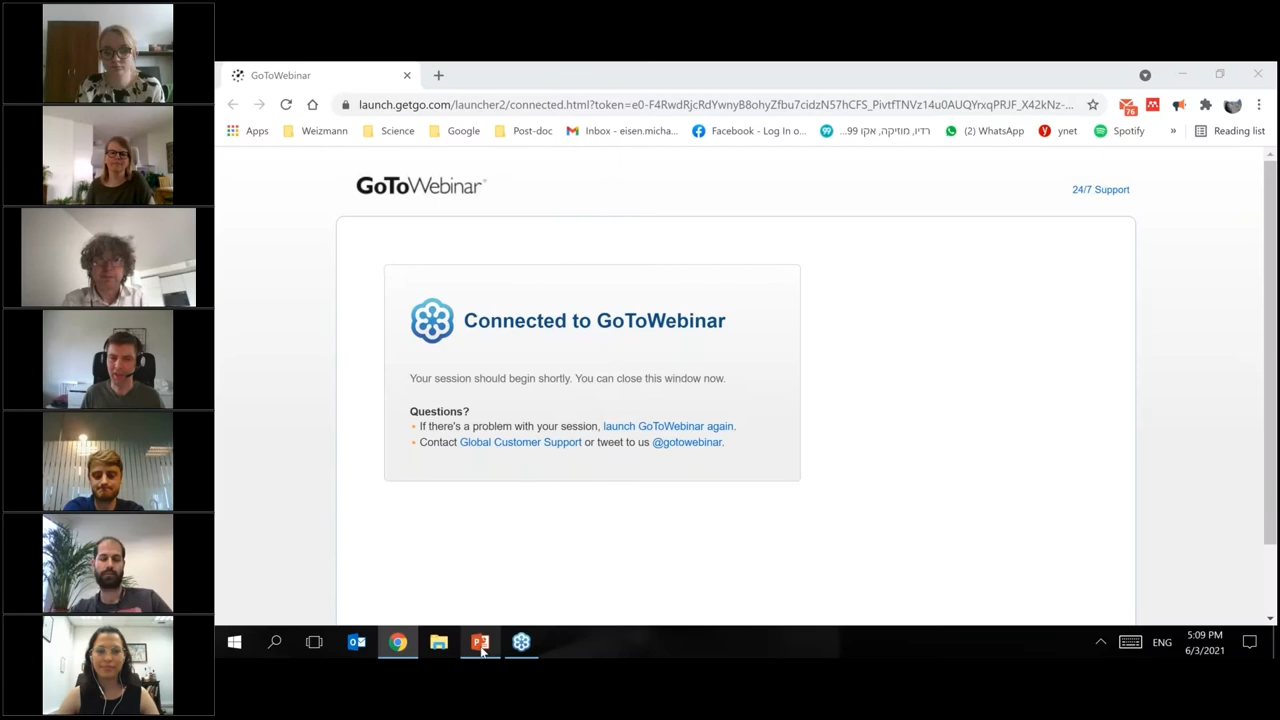 GoToWebinar
launch.getgo.com/launcher2/connected.html?token=e0-F4RwdRjcRdYwnyB8ohyZfbu7cidzN57hCFS_PivtfTNVz14u0AUQYrxqPRJF_X42kNz-...
76
Apps Weizmann Science Google Post-doc Inbox - eisen.micha... Facebook - Log In o... רדיו, מוזיקה, אקו 99... (2) WhatsApp ynet Spotify » Reading list
GoToWebinar
24/7 Support
Connected to GoToWebinar
Your session should begin shortly. You can close this window now.
Questions?
• If there's a problem with your session, launch GoToWebinar again.
• Contact Global Customer Support or tweet to us @gotowebinar.
ENG
5:09 PM
6/3/2021